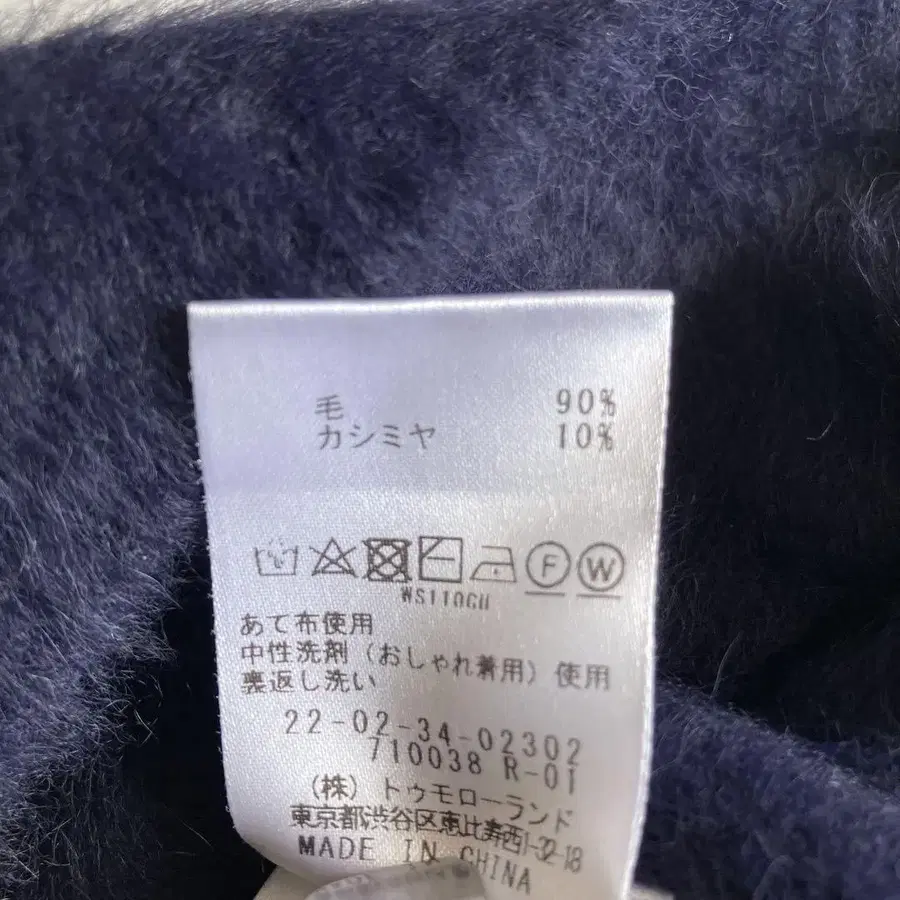 毛 90%
カシミヤ 10%
F W
WS110GU
あて布使用
中性洗剤（おしゃれ着用）使用
裏返し洗い
22-02-34-02302
710038 R-01
（株）トゥモローランド
東京都渋谷区恵比寿西1-32-18
MADE IN CHINA